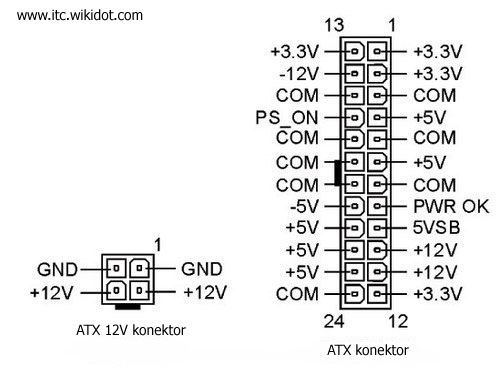 www.itc.wikidot.com
13 1
+3.3V +3.3V
-12V +3.3V
COM COM
PS_ON +5V
COM COM
COM +5V
COM COM
-5V PWR OK
+5V 5VSB
+5V +12V
+5V +12V
COM +3.3V
24 12
ATX konektor
1
GND GND
+12V +12V
ATX 12V konektor